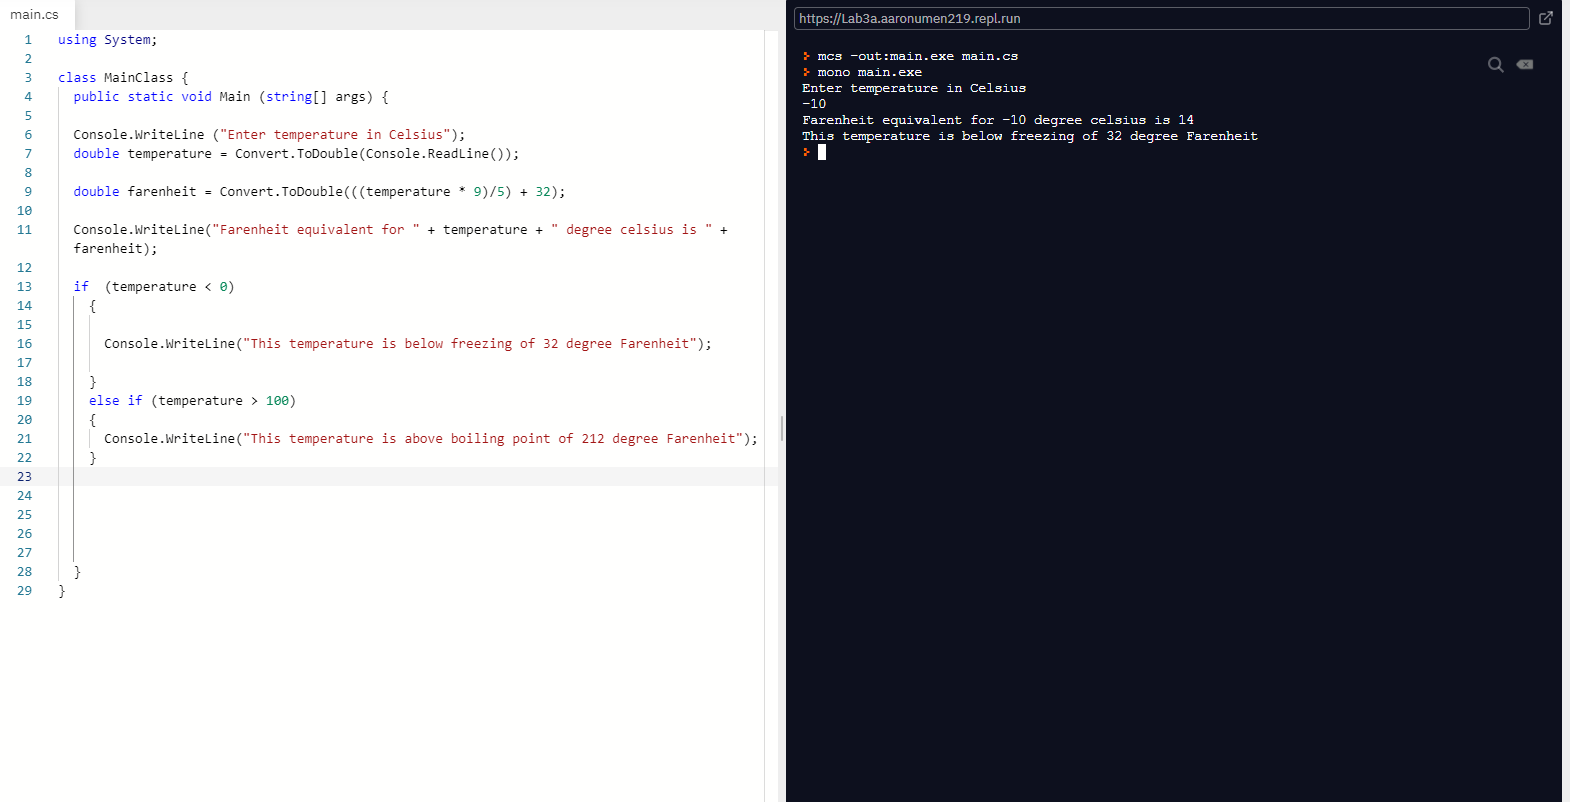 main.cs
1 using System;
2
3 class MainClass {
4 public static void Main (string[] args) {
5
6 Console.WriteLine ("Enter temperature in Celsius");
7 double temperature = Convert.ToDouble(Console.ReadLine());
8
9 double farenheit = Convert.ToDouble(((temperature * 9)/5) + 32);
10
11 Console.WriteLine("Farenheit equivalent for " + temperature + " degree celsius is " +
farenheit);
12
13 if  (temperature < 0)
14 {
15
16 Console.WriteLine("This temperature is below freezing of 32 degree Farenheit");
17
18 }
19 else if (temperature > 100)
20 {
21 Console.WriteLine("This temperature is above boiling point of 212 degree Farenheit");
22 }
23
24
25
26
27
28 }
29 }
https://Lab3a.aaronumen219.repl.run
> mcs -out:main.exe main.cs
> mono main.exe
Enter temperature in Celsius
-10
Farenheit equivalent for -10 degree celsius is 14
This temperature is below freezing of 32 degree Farenheit
>